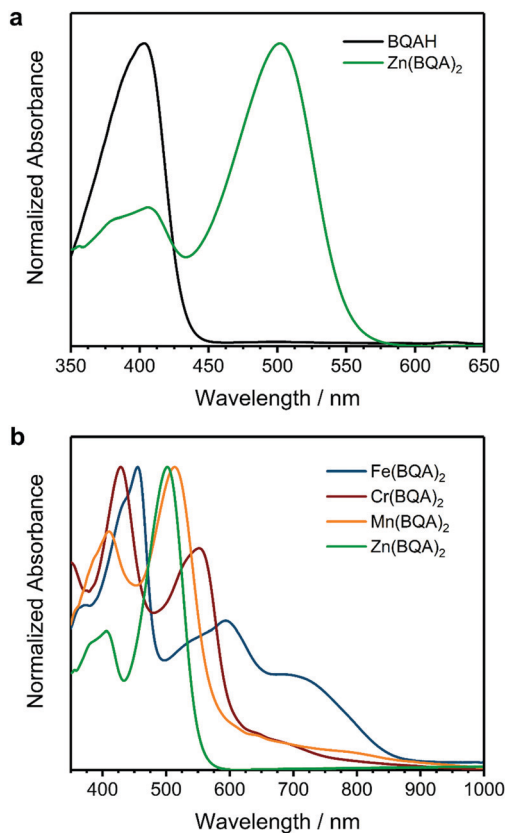 a
BQAH
Zn(BQA)₂
Normalized Absorbance
350 400 450 500 550 600 650
Wavelength / nm
b
Fe(BQA)₂
Cr(BQA)₂
Mn(BQA)₂
Zn(BQA)₂
Normalized Absorbance
400 500 600 700 800 900 1000
Wavelength / nm